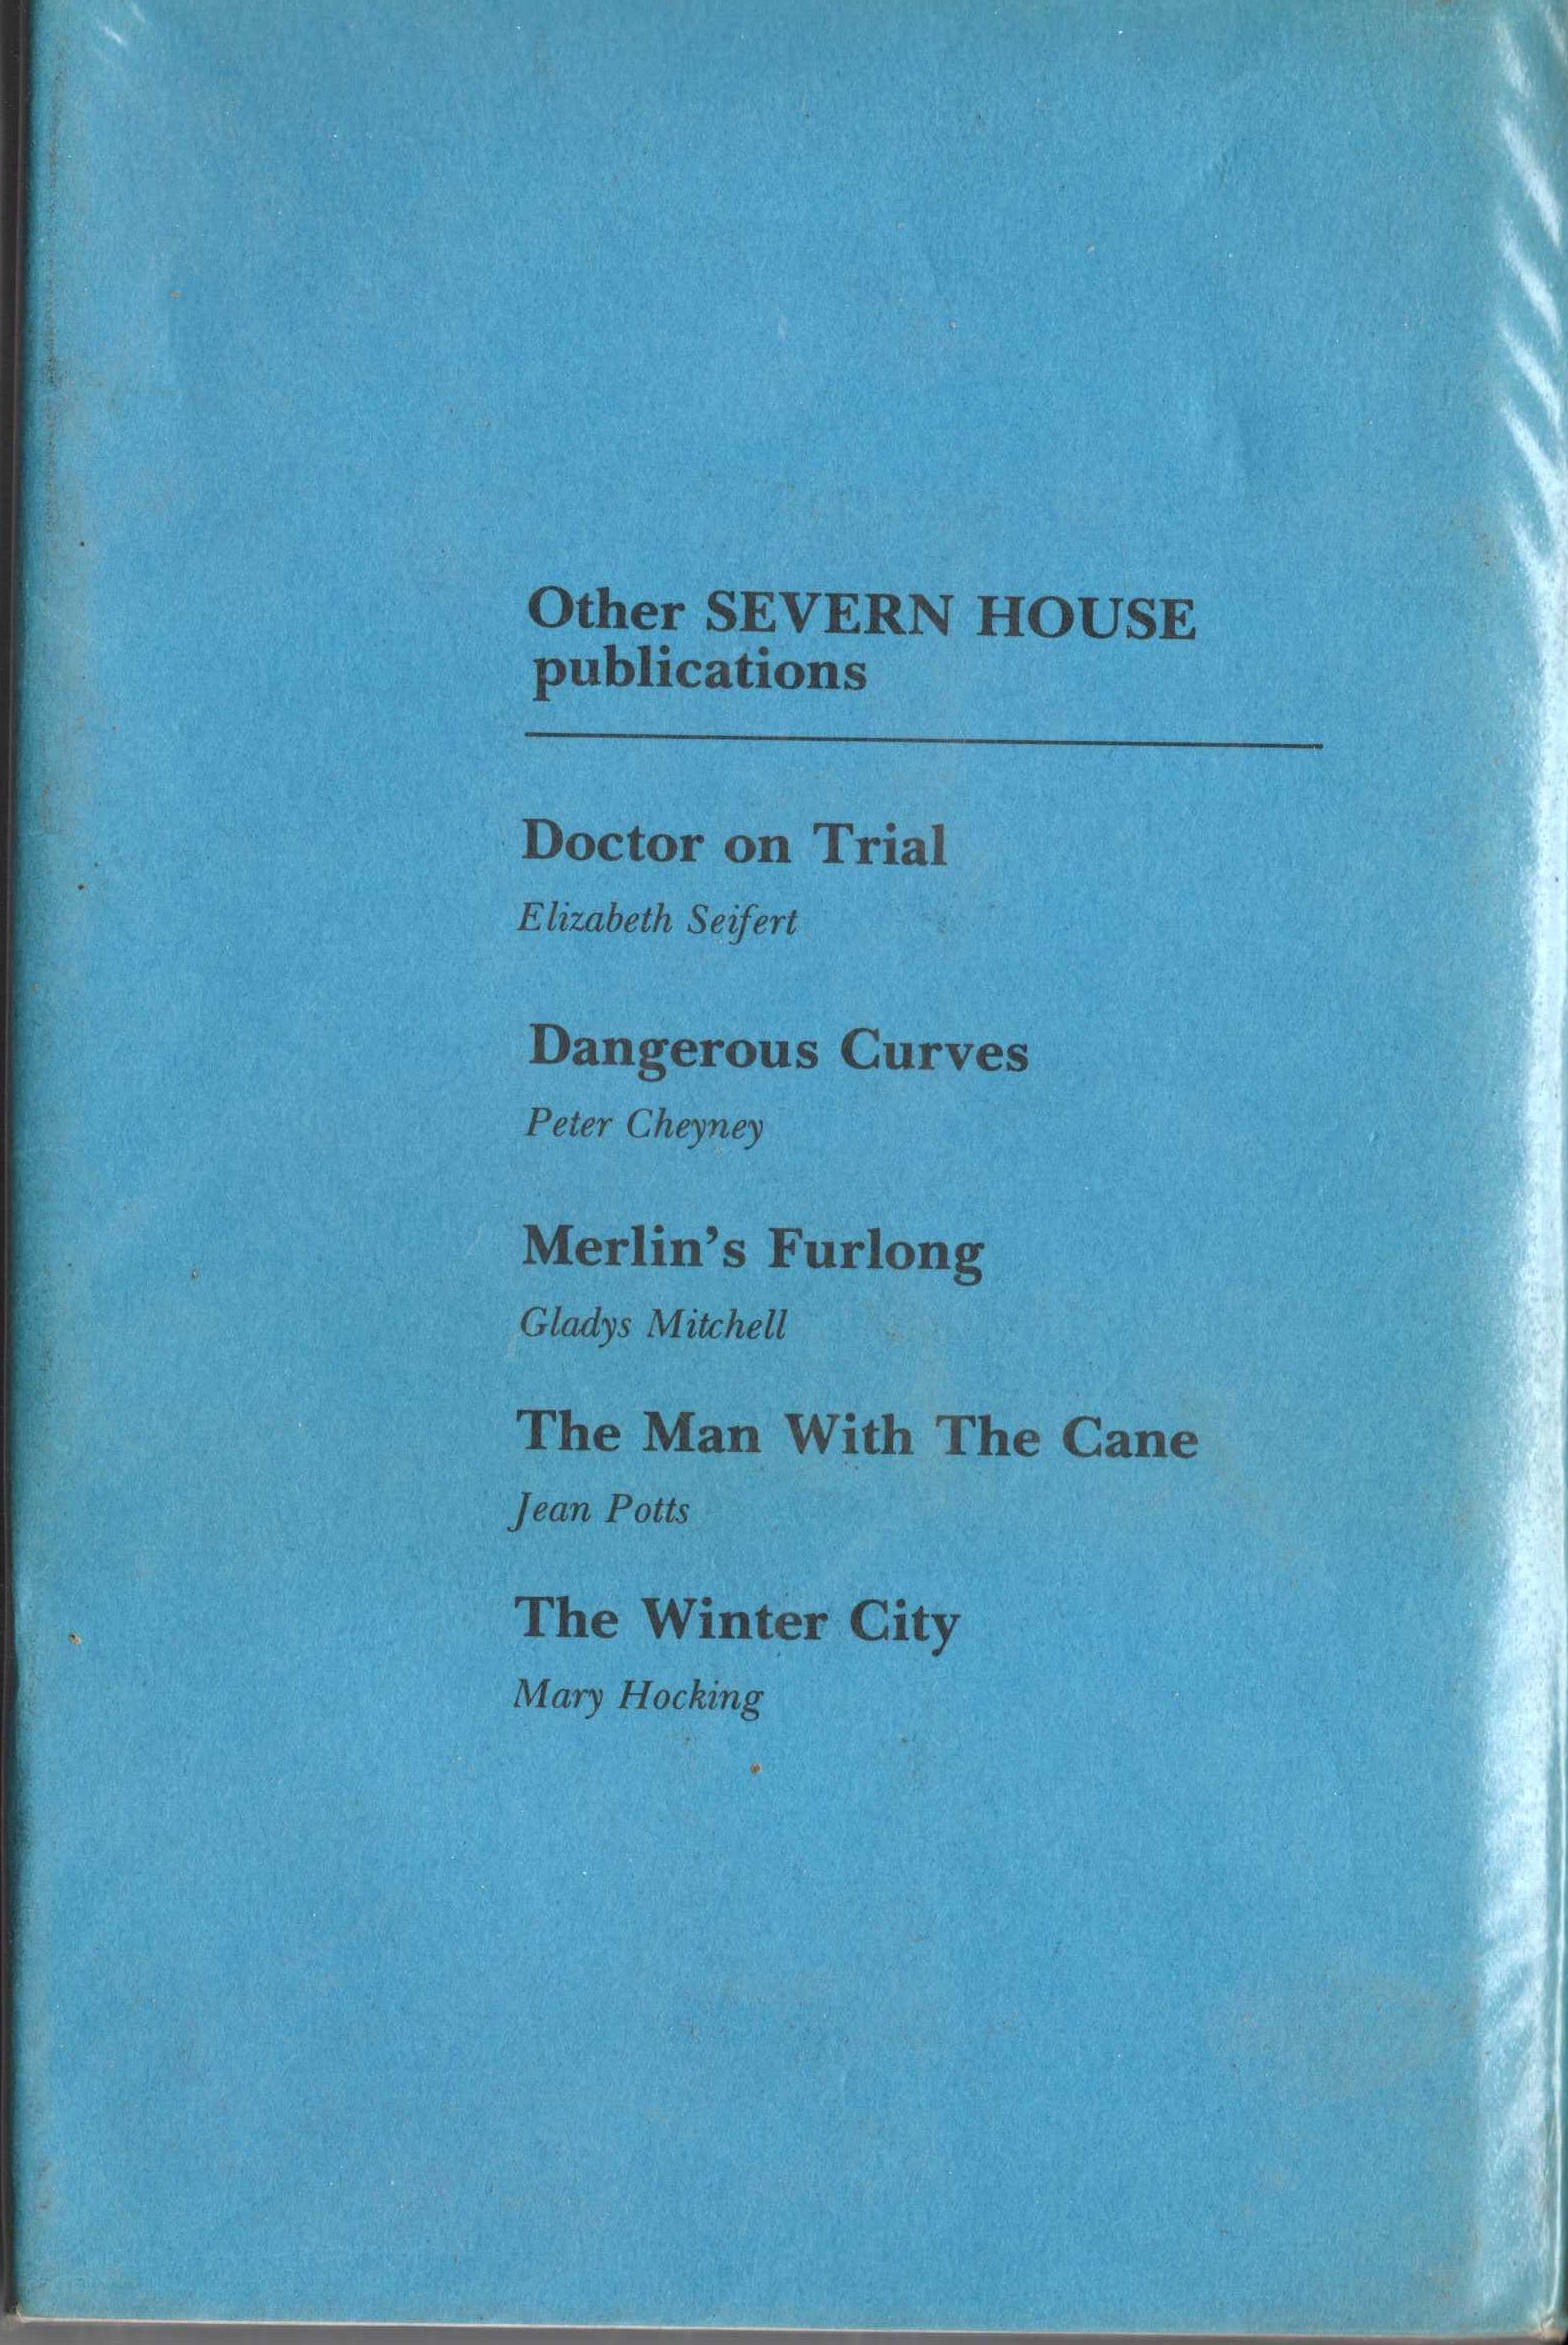 Other SEVERN HOUSE
publications
Doctor on Trial
Elizabeth Seifert
Dangerous Curves
Peter Cheyney
Merlin's Furlong
Gladys Mitchell
The Man With The Cane
Jean Potts
The Winter City
Mary Hocking